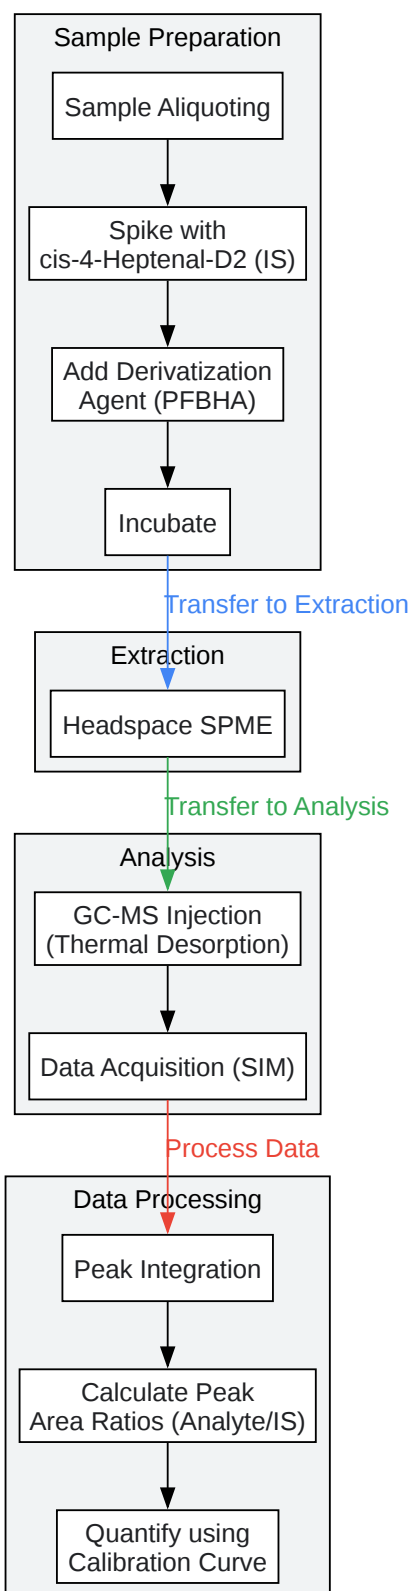 Sample Preparation
Sample Aliquoting
Spike with
cis-4-Heptenal-D2 (IS)
Add Derivatization
Agent (PFBHA)
Incubate
Transfer to Extraction
Extraction
Headspace SPME
Transfer to Analysis
Analysis
GC-MS Injection
(Thermal Desorption)
Data Acquisition (SIM)
Process Data
Data Processing
Peak Integration
Calculate Peak
Area Ratios (Analyte/IS)
Quantify using
Calibration Curve